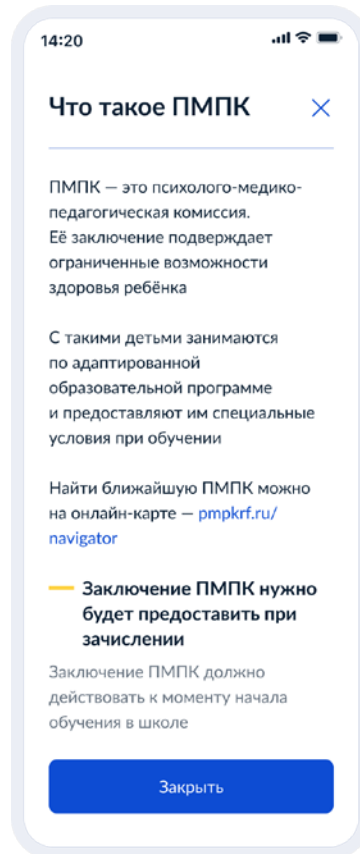 14:20
Что такое ПМПК
ПМПК — это психолого-медико-
педагогическая комиссия.
Её заключение подверждает
ограниченные возможности
здоровья ребёнка
С такими детьми занимаются
по адаптированной
образовательной программе
и предоставляют им специальные
условия при обучении
Найти ближайшую ПМПК можно
на онлайн-карте — pmpkrf.ru/
navigator
Заключение ПМПК нужно
будет предоставить при
зачислении
Заключение ПМПК должно
действовать к моменту начала
обучения в школе
Закрыть